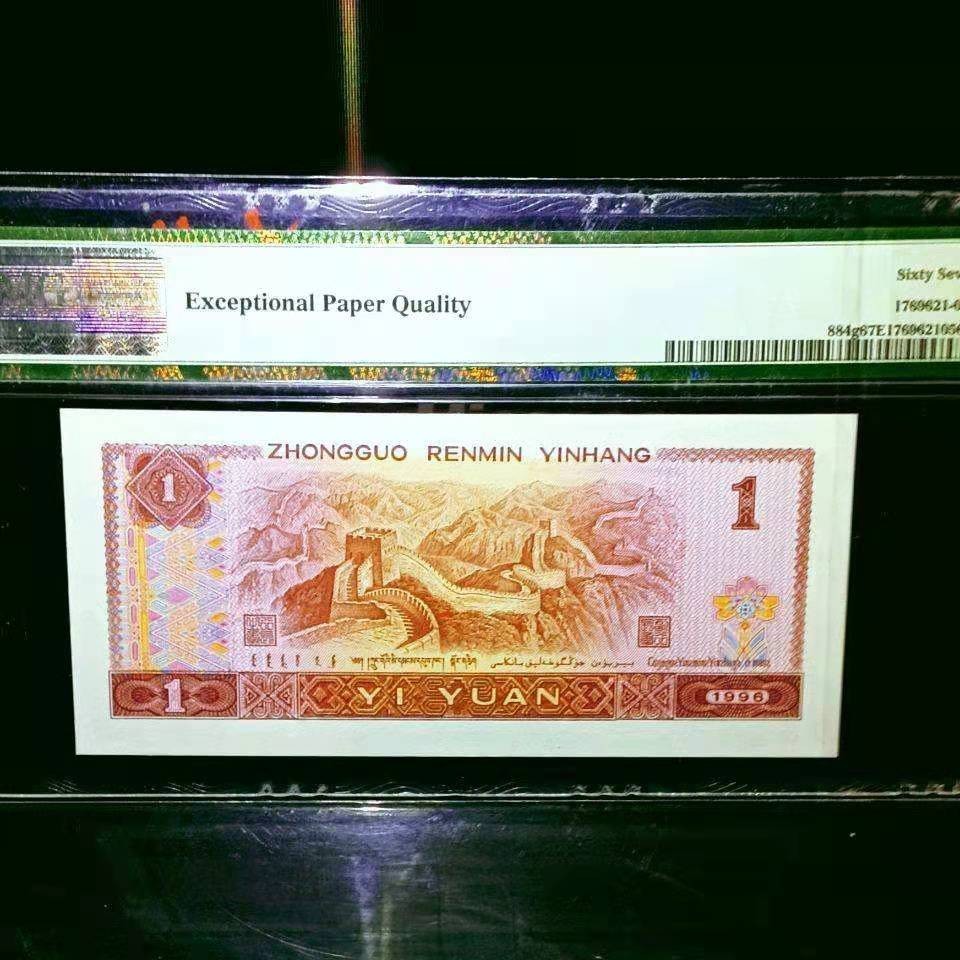 Exceptional Paper Quality
Sixty Sev
1769621-0
884g67E176962105
ZHONGGUO RENMIN YINHANG
1
1
1
YI YUAN
1996